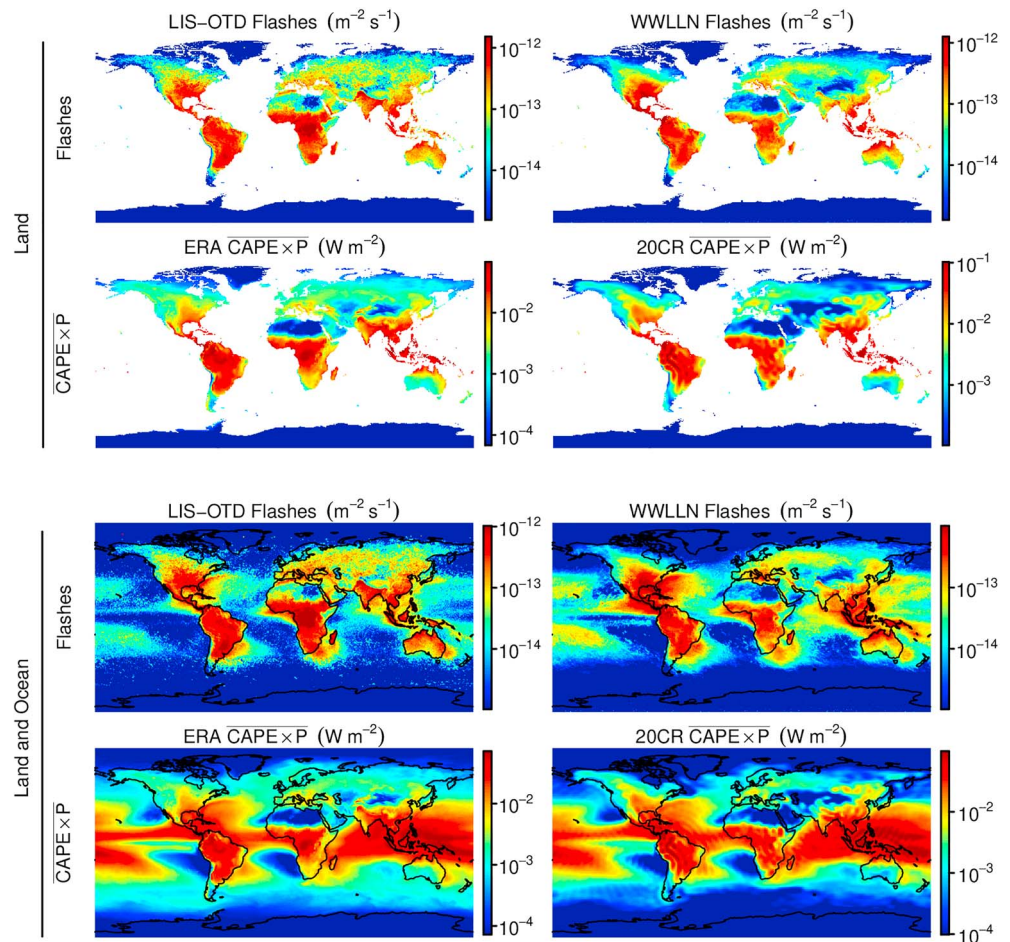 LIS−OTD Flashes (m⁻² s⁻¹)
WWLLN Flashes (m⁻² s⁻¹)
Land
Flashes
10⁻¹²
10⁻¹³
10⁻¹⁴
10⁻¹²
10⁻¹³
10⁻¹⁴
ERA CAPE×P (W m⁻²)
20CR CAPE×P (W m⁻²)
CAPE×P
10⁻²
10⁻³
10⁻⁴
10⁻¹
10⁻²
10⁻³
LIS−OTD Flashes (m⁻² s⁻¹)
WWLLN Flashes (m⁻² s⁻¹)
Land and Ocean
Flashes
10⁻¹²
10⁻¹³
10⁻¹⁴
10⁻¹³
10⁻¹⁴
ERA CAPE×P (W m⁻²)
20CR CAPE×P (W m⁻²)
CAPE×P
10⁻²
10⁻³
10⁻⁴
10⁻²
10⁻³
10⁻⁴